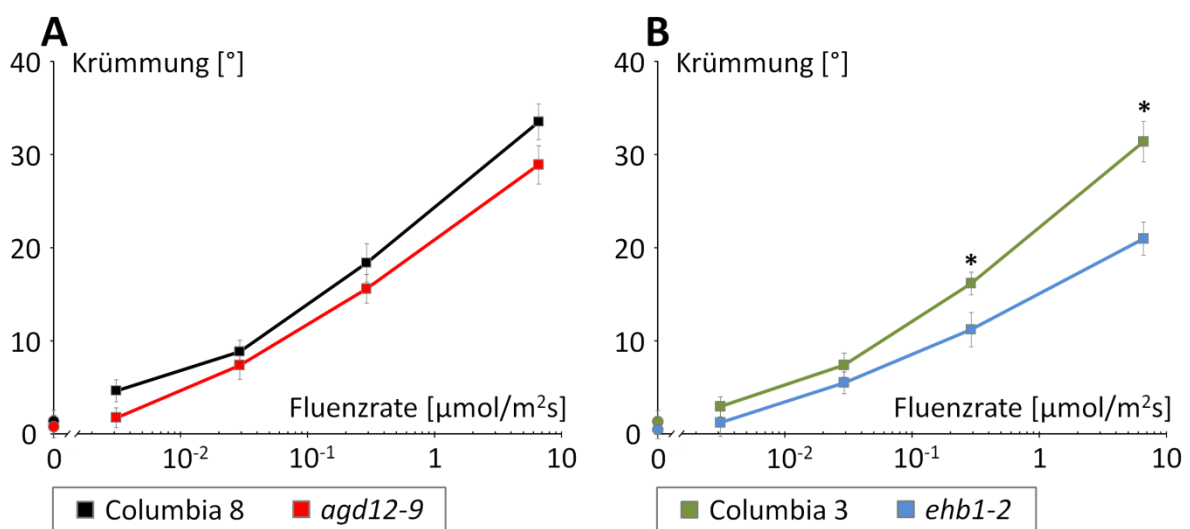 A
Krümmung [°]
40
30
20
10
0
Fluenzrate [µmol/m²s]
0 10⁻² 10⁻¹ 1 10
Columbia 8 agd12-9
B
Krümmung [°]
40
30
20
10
0
*
*
Fluenzrate [µmol/m²s]
0 10⁻² 10⁻¹ 1 10
Columbia 3 ehb1-2